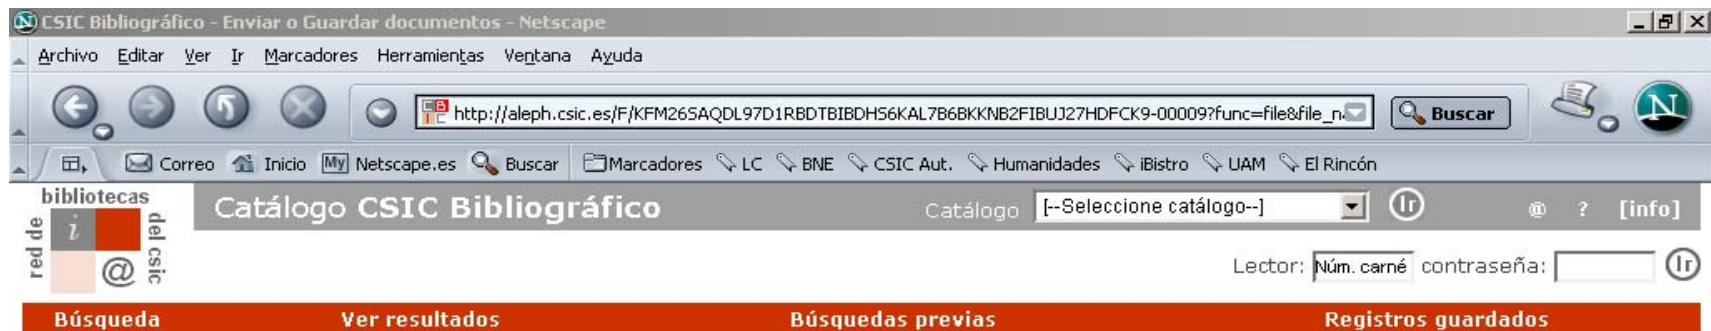 CSIC Bibliográfico - Enviar o Guardar documentos - Netscape
Archivo Editar Ver Ir Marcadores Herramientas Ventana Ayuda
http://aleph.csic.es/F/KFM26SAQDL97D1RBDTBIBDHS6KAL7B6BKKNB2FIBUJ27HDFCK9-00009?func=file&file_n Buscar N
Correo Inicio My Netscape.es Buscar Marcadores LC BNE CSIC Aut. Humanidades iBistro UAM El Rincón
red de bibliotecas del csic
i @
Catálogo CSIC Bibliográfico Catálogo [--Seleccione catálogo--] Ir @ ? [info]
Lector: Núm. carné contraseña: Ir
Búsqueda Ver resultados Búsquedas previas Registros guardados